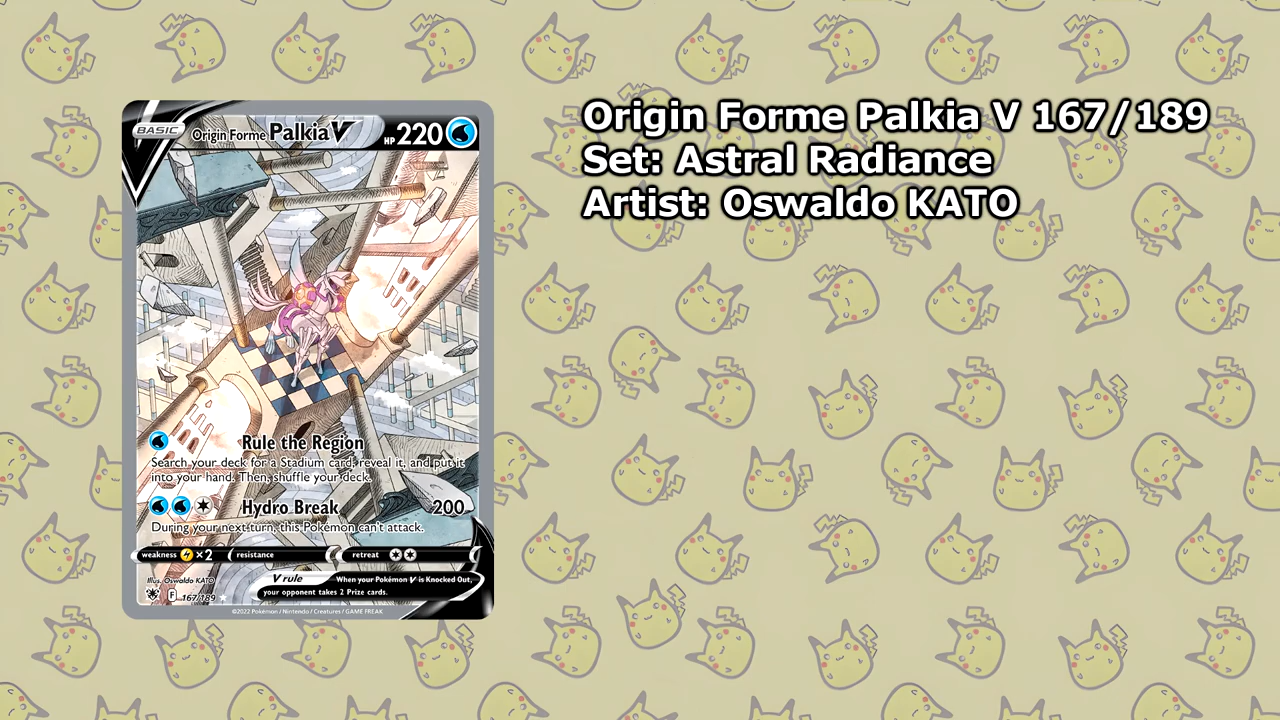 BASIC
Origin Forme Palkia V
HP 220
Origin Forme Palkia V 167/189
Set: Astral Radiance
Artist: Oswaldo KATO
Rule the Region
Search your deck for a Stadium card, reveal it, and put it
into your hand. Then, shuffle your deck.
Hydro Break 200
During your next turn, this Pokémon can't attack.
weakness ×2 resistance retreat
Illus. Oswaldo KATO
V rule When your Pokémon V is Knocked Out,
your opponent takes 2 Prize cards.
F 167/189
©2022 Pokémon / Nintendo / Creatures / GAME FREAK